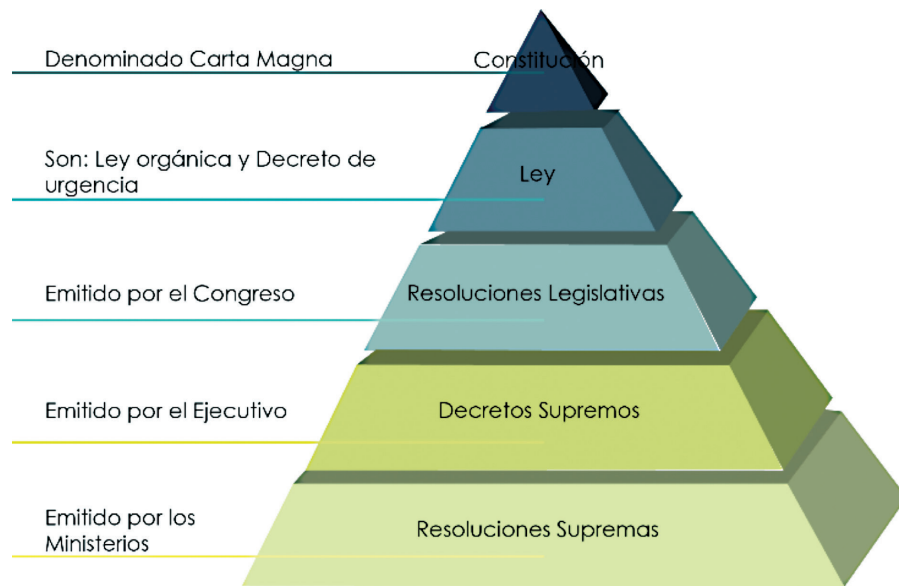 Denominado Carta Magna
Constitución
Son: Ley orgánica y Decreto de
urgencia
Ley
Emitido por el Congreso
Resoluciones Legislativas
Emitido por el Ejecutivo
Decretos Supremos
Emitido por los
Ministerios
Resoluciones Supremas